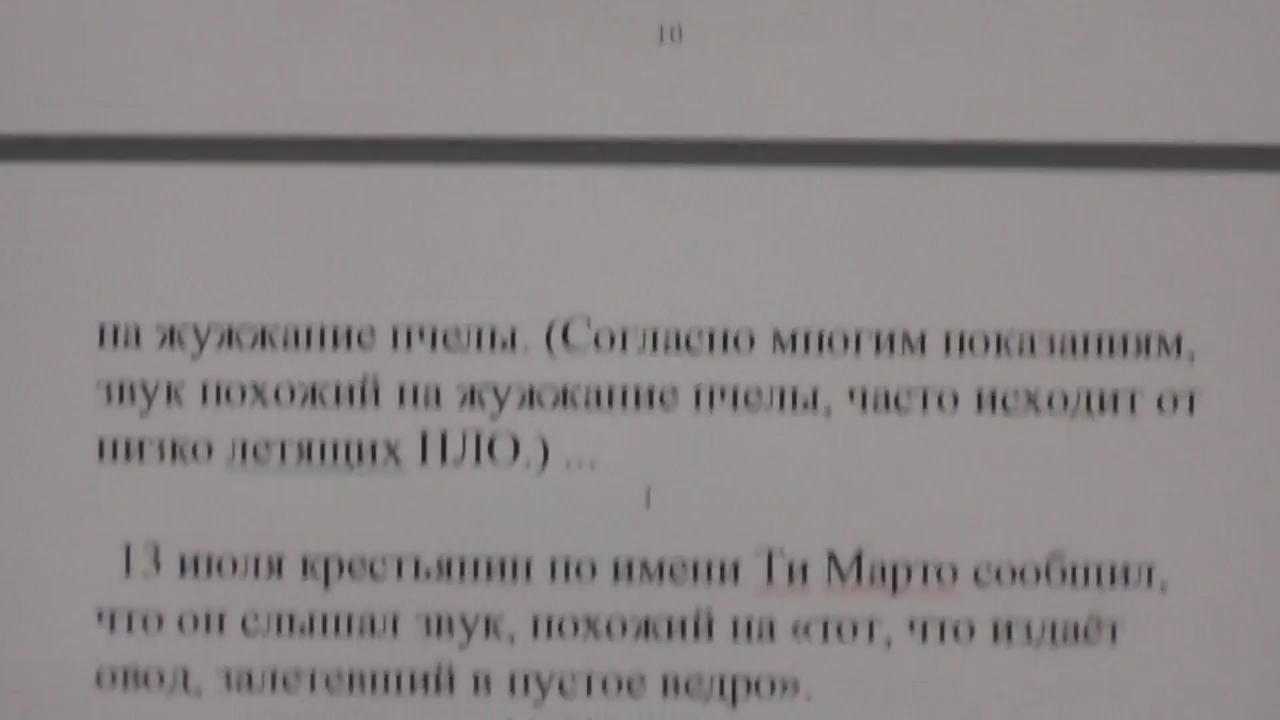 10
на жужжание пчелы. (Согласно многим показаниям,
звук похожий на жужжание пчелы, часто исходит от
низко летящих НЛО.) ...
13 июля крестьянин по имени Ти Марто сообщил,
что он слышал звук, похожий на «тот, что издаёт
овод, залетевший в пустое ведро».